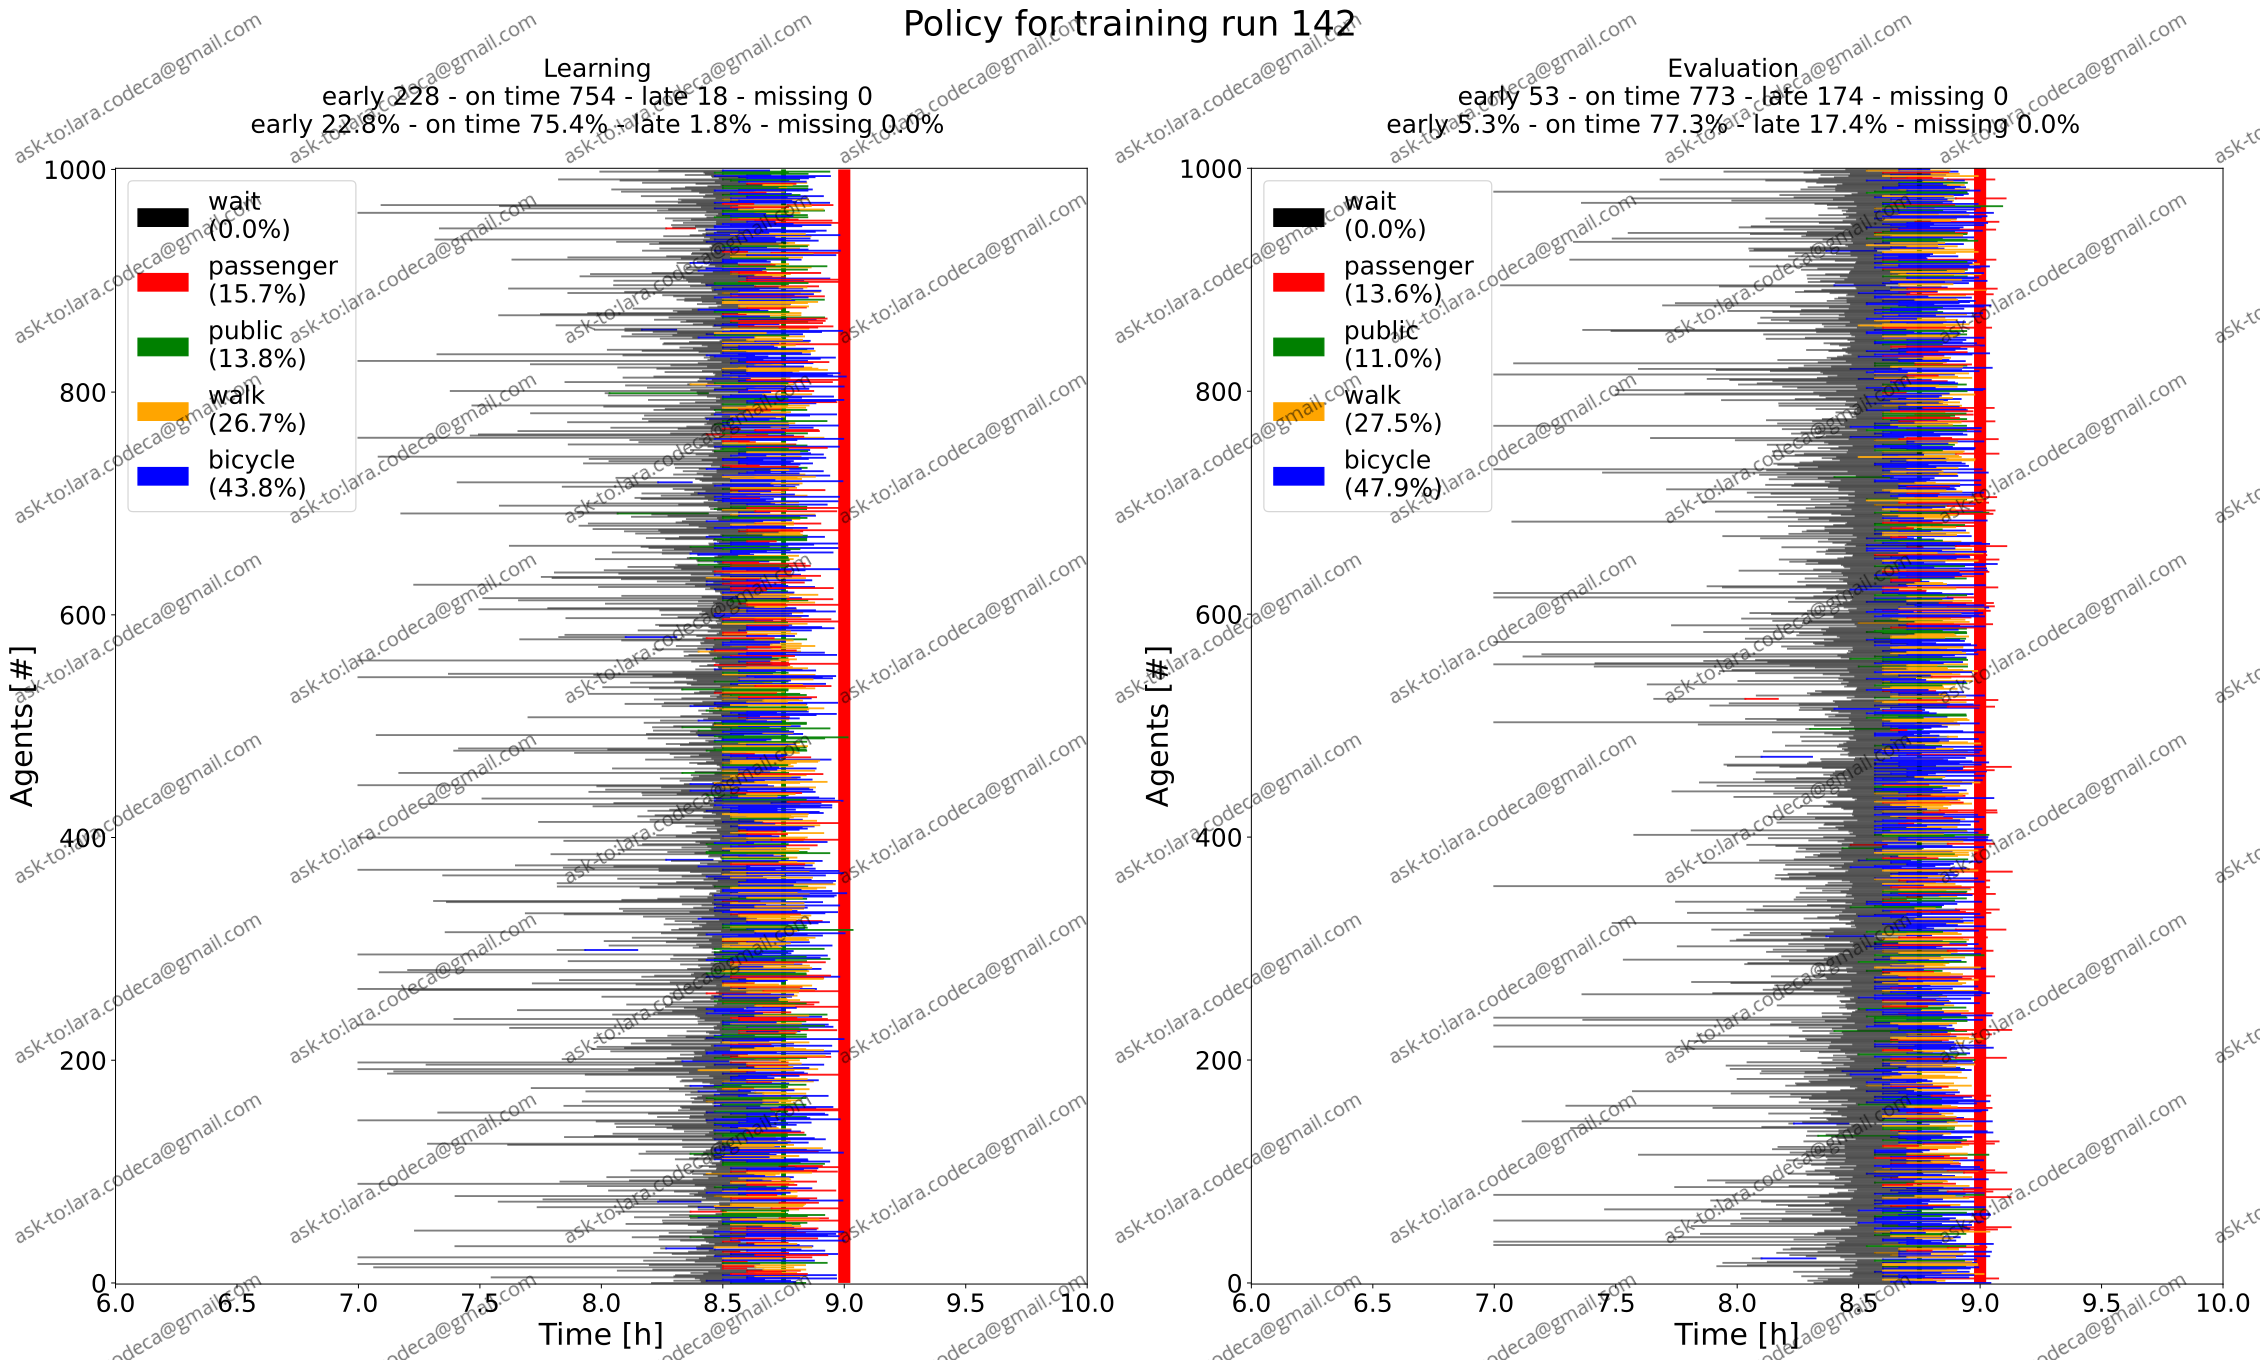 Policy for training run 142
Learning
early 228 - on time 754 - late 18 - missing 0
early 22.8% - on time 75.4% - late 1.8% - missing 0.0%
1000
800
600
400
200
0
Agents [#]
wait
(0.0%)
passenger
(15.7%)
public
(13.8%)
walk
(26.7%)
bicycle
(43.8%)
6.0 6.5 7.0 7.5 8.0 8.5 9.0 9.5 10.0
Time [h]
Evaluation
early 53 - on time 773 - late 174 - missing 0
early 5.3% - on time 77.3% - late 17.4% - missing 0.0%
1000
800
600
400
200
0
Agents [#]
wait
(0.0%)
passenger
(13.6%)
public
(11.0%)
walk
(27.5%)
bicycle
(47.9%)
6.0 6.5 7.0 7.5 8.0 8.5 9.0 9.5 10.0
Time [h]
ask-to:lara.codeca@gmail.com